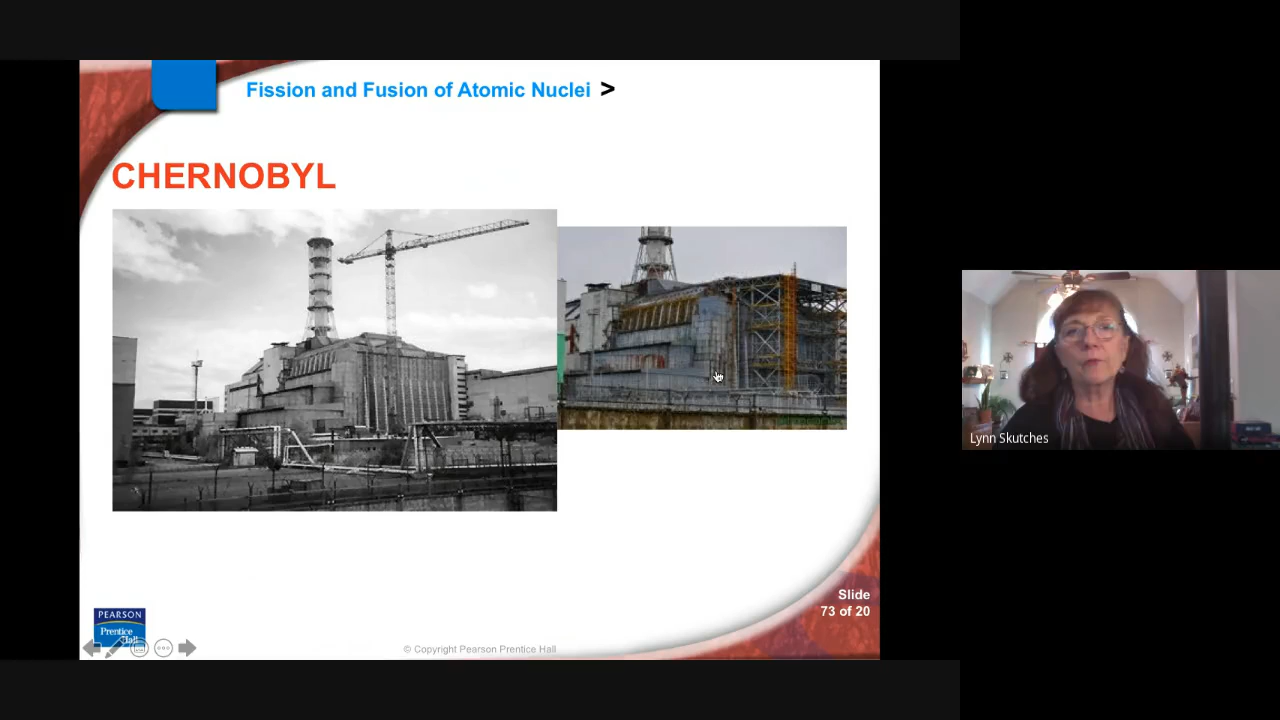 Fission and Fusion of Atomic Nuclei >
CHERNOBYL
Lynn Skutches
Slide
73 of 20
PEARSON
Prentice
Hall
© Copyright Pearson Prentice Hall